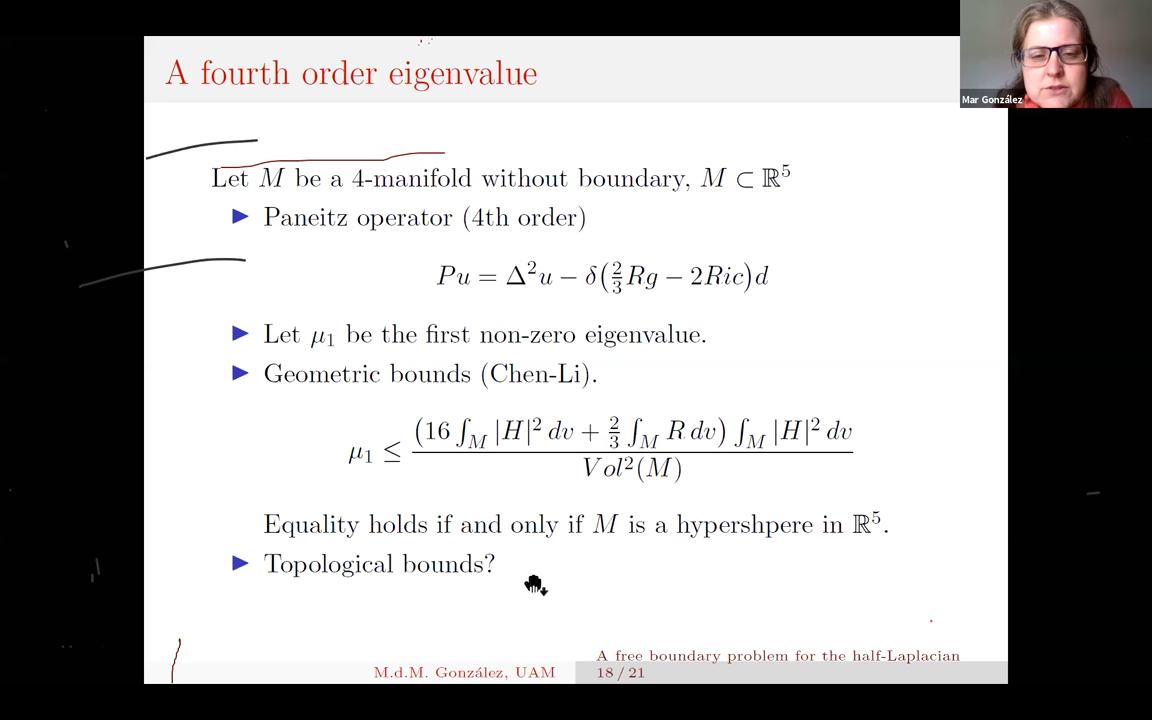 A fourth order eigenvalue
Mar González
Let M be a 4-manifold without boundary, M ⊂ ℝ⁵
▶ Paneitz operator (4th order)
Pu = Δ²u − δ(⅔Rg − 2Ric)d
▶ Let μ₁ be the first non-zero eigenvalue.
▶ Geometric bounds (Chen-Li).
μ₁ ≤ (16 ∫_M |H|² dv + ⅔ ∫_M R dv) ∫_M |H|² dv / Vol²(M)
Equality holds if and only if M is a hypershpere in ℝ⁵.
▶ Topological bounds?
A free boundary problem for the half-Laplacian
M.d.M. González, UAM
18 / 21